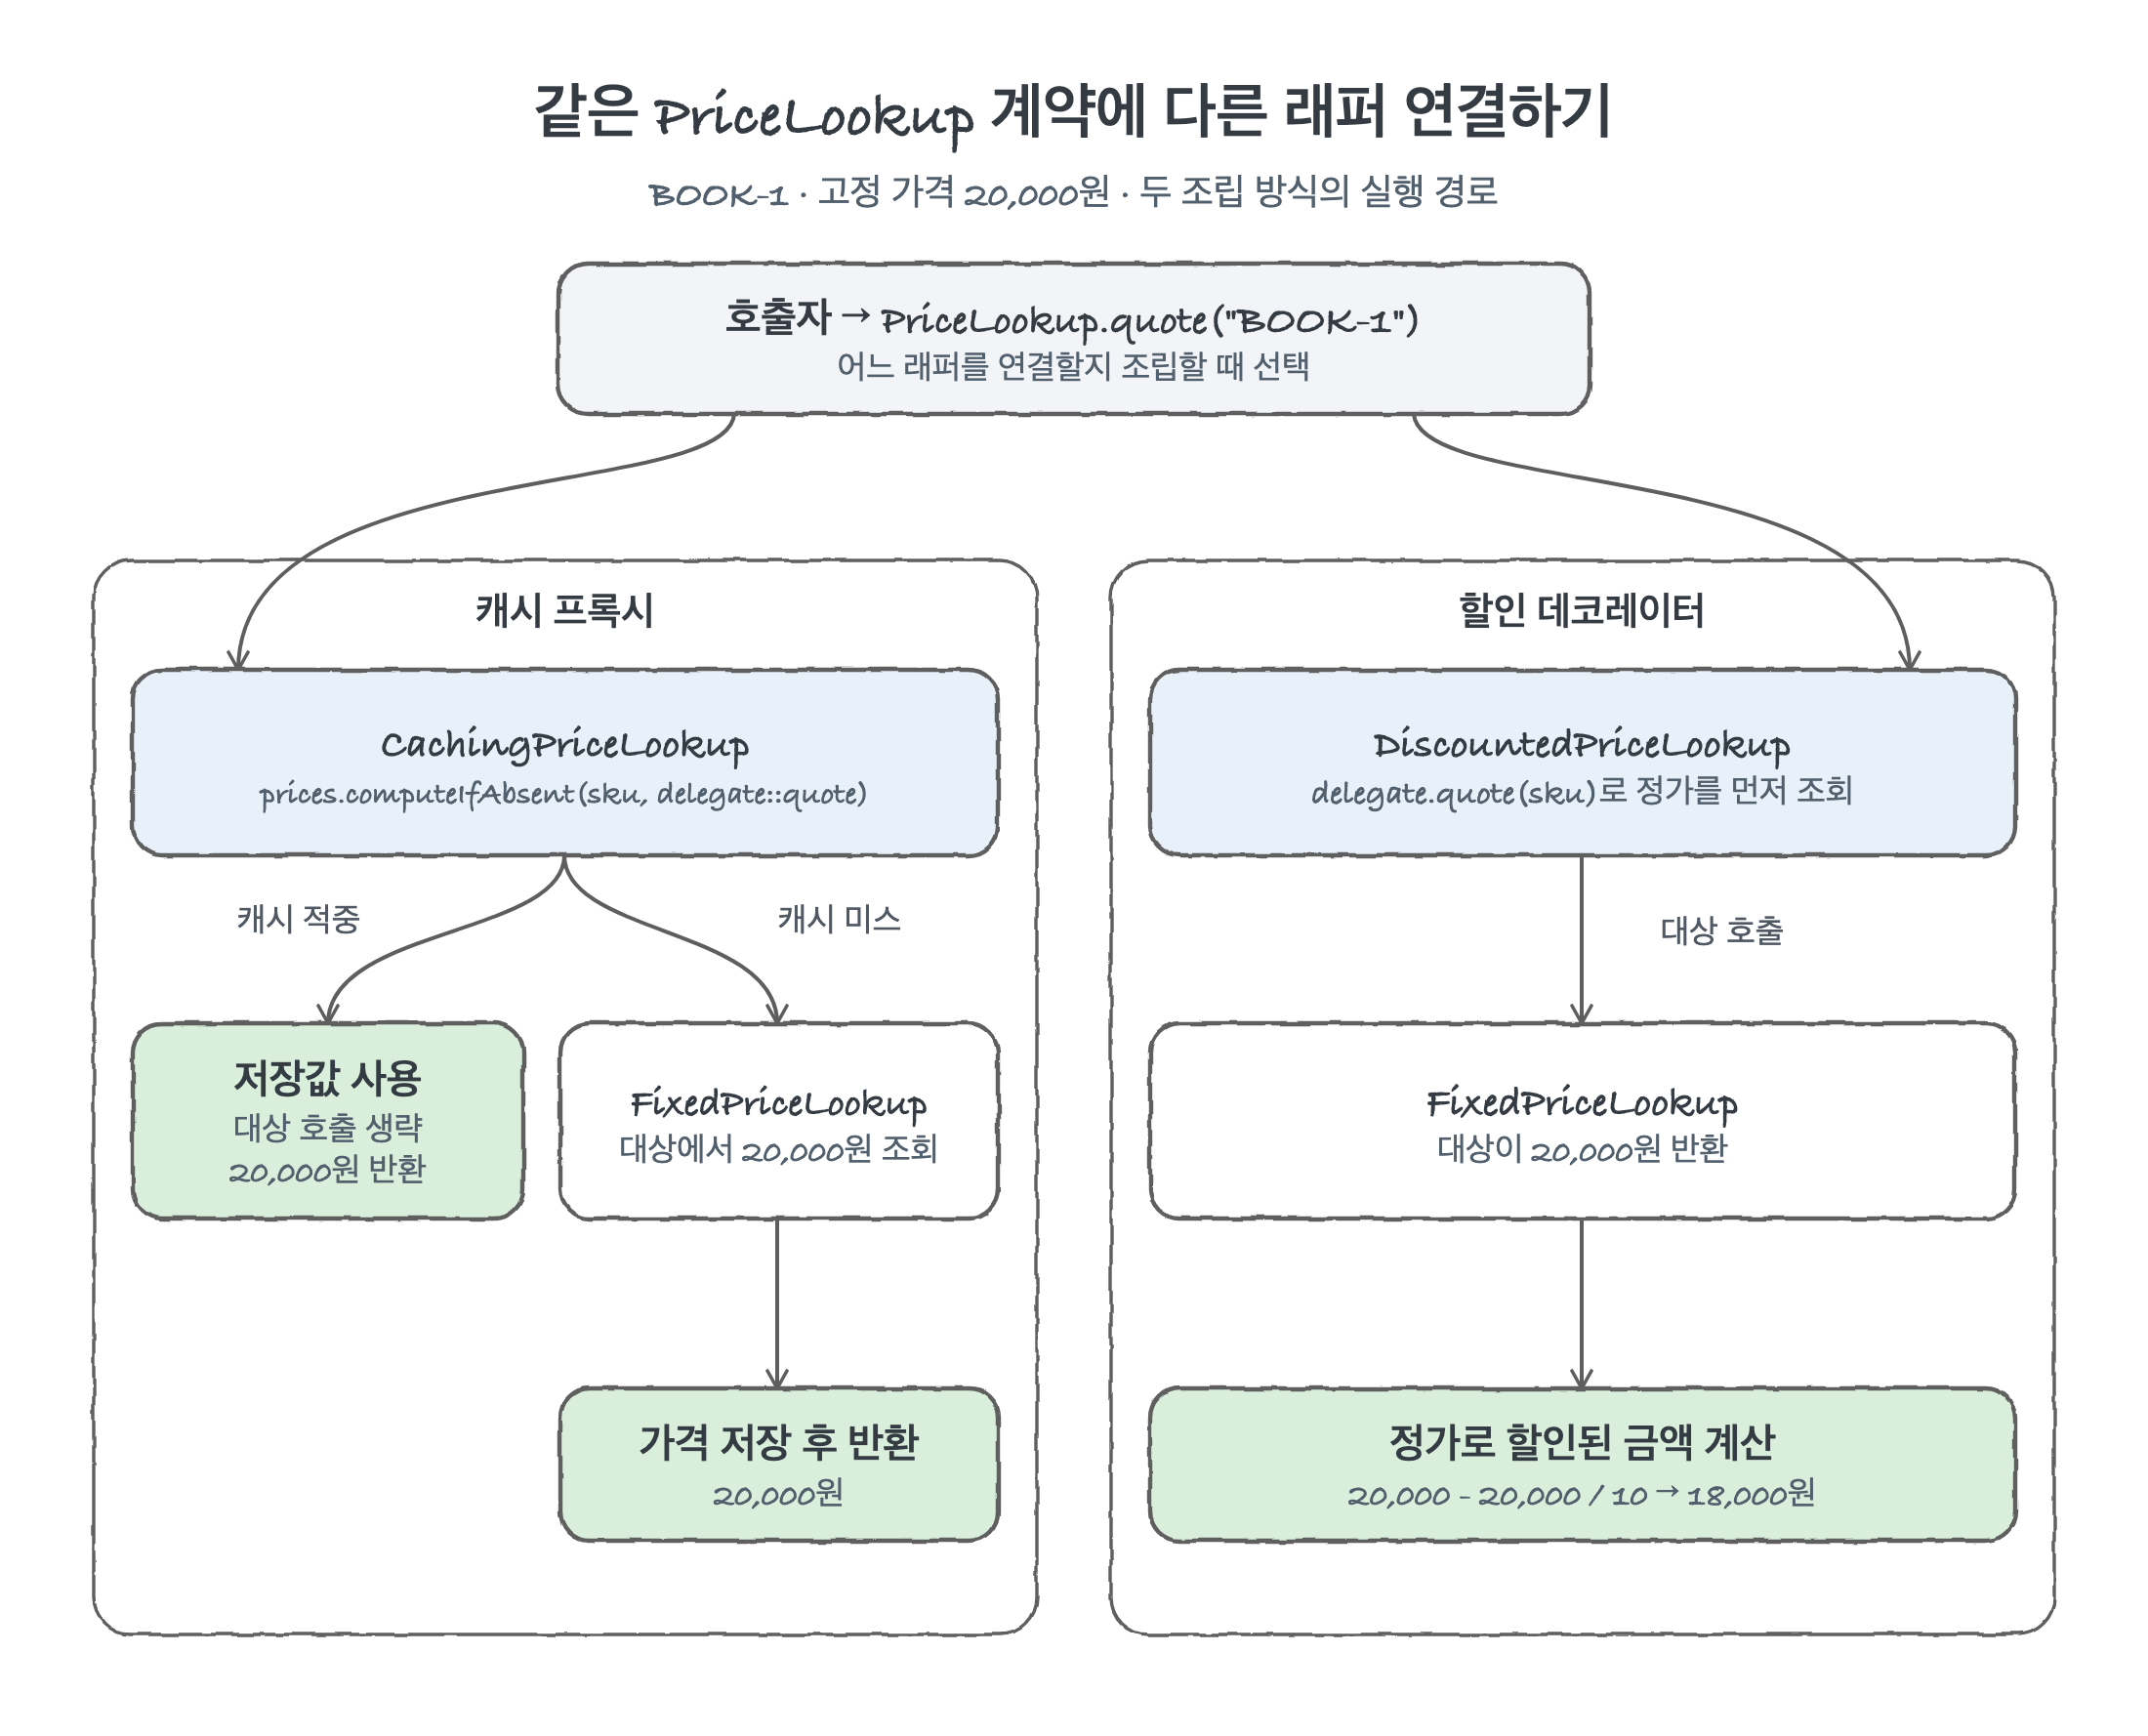 같은 PriceLookup 계약에 다른 래퍼 연결하기
BOOK-1 · 고정 가격 20,000원 · 두 조립 방식의 실행 경로
호출자 → PriceLookup.quote("BOOK-1")
어느 래퍼를 연결할지 조립할 때 선택
캐시 프록시
CachingPriceLookup
prices.computeIfAbsent(sku, delegate::quote)
캐시 적중
캐시 미스
저장값 사용
대상 호출 생략
20,000원 반환
FixedPriceLookup
대상에서 20,000원 조회
가격 저장 후 반환
20,000원
할인 데코레이터
DiscountedPriceLookup
delegate.quote(sku)로 정가를 먼저 조회
대상 호출
FixedPriceLookup
대상이 20,000원 반환
정가로 할인된 금액 계산
20,000 - 20,000 / 10 → 18,000원